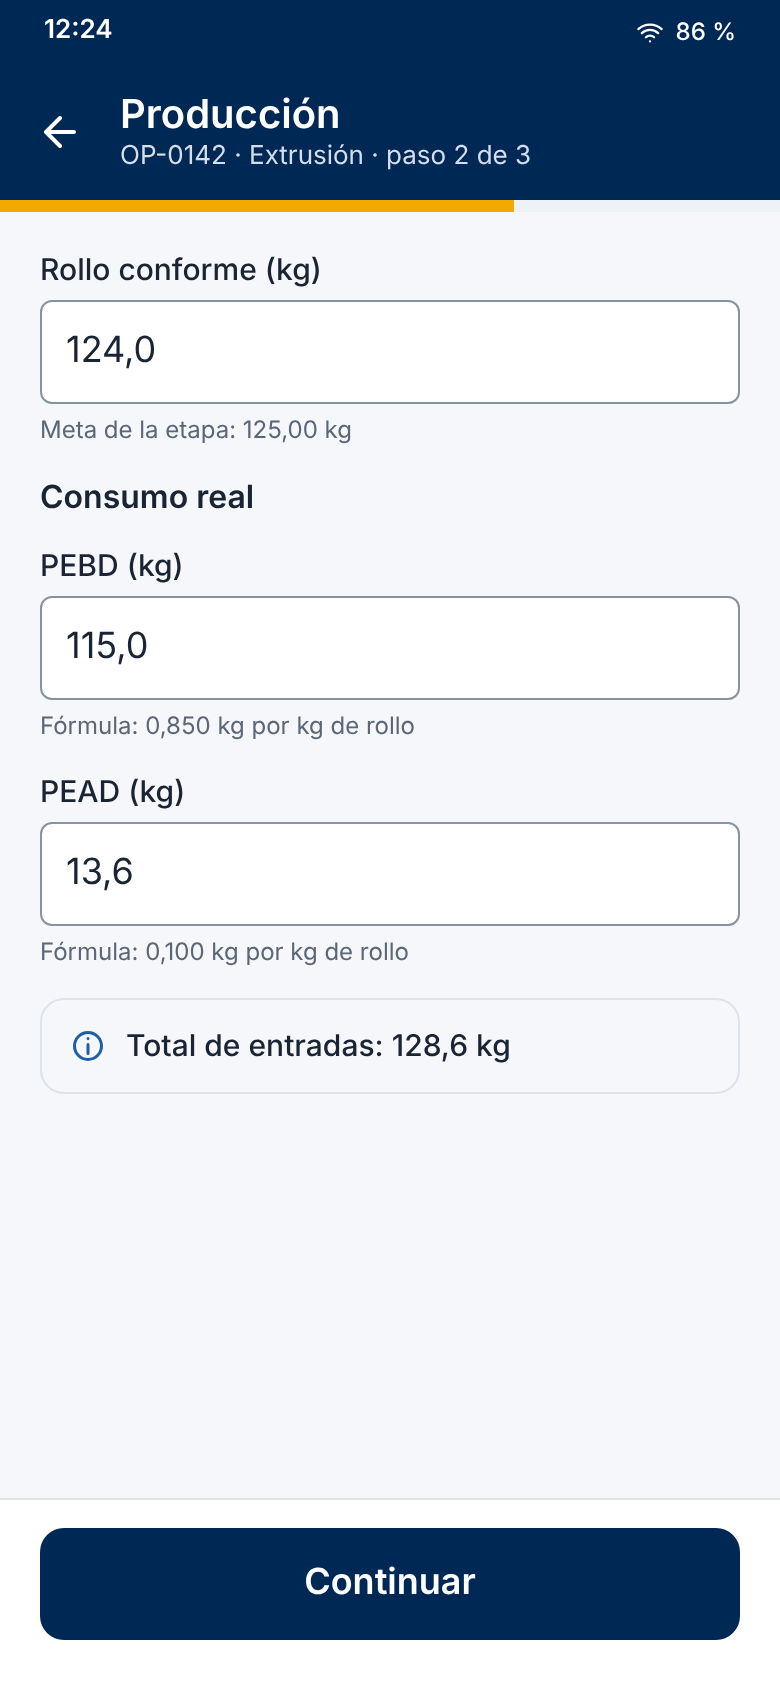 12:24
86 %
Producción
OP-0142 · Extrusión · paso 2 de 3
Rollo conforme (kg)
124,0
Meta de la etapa: 125,00 kg
Consumo real
PEBD (kg)
115,0
Fórmula: 0,850 kg por kg de rollo
PEAD (kg)
13,6
Fórmula: 0,100 kg por kg de rollo
Total de entradas: 128,6 kg
Continuar